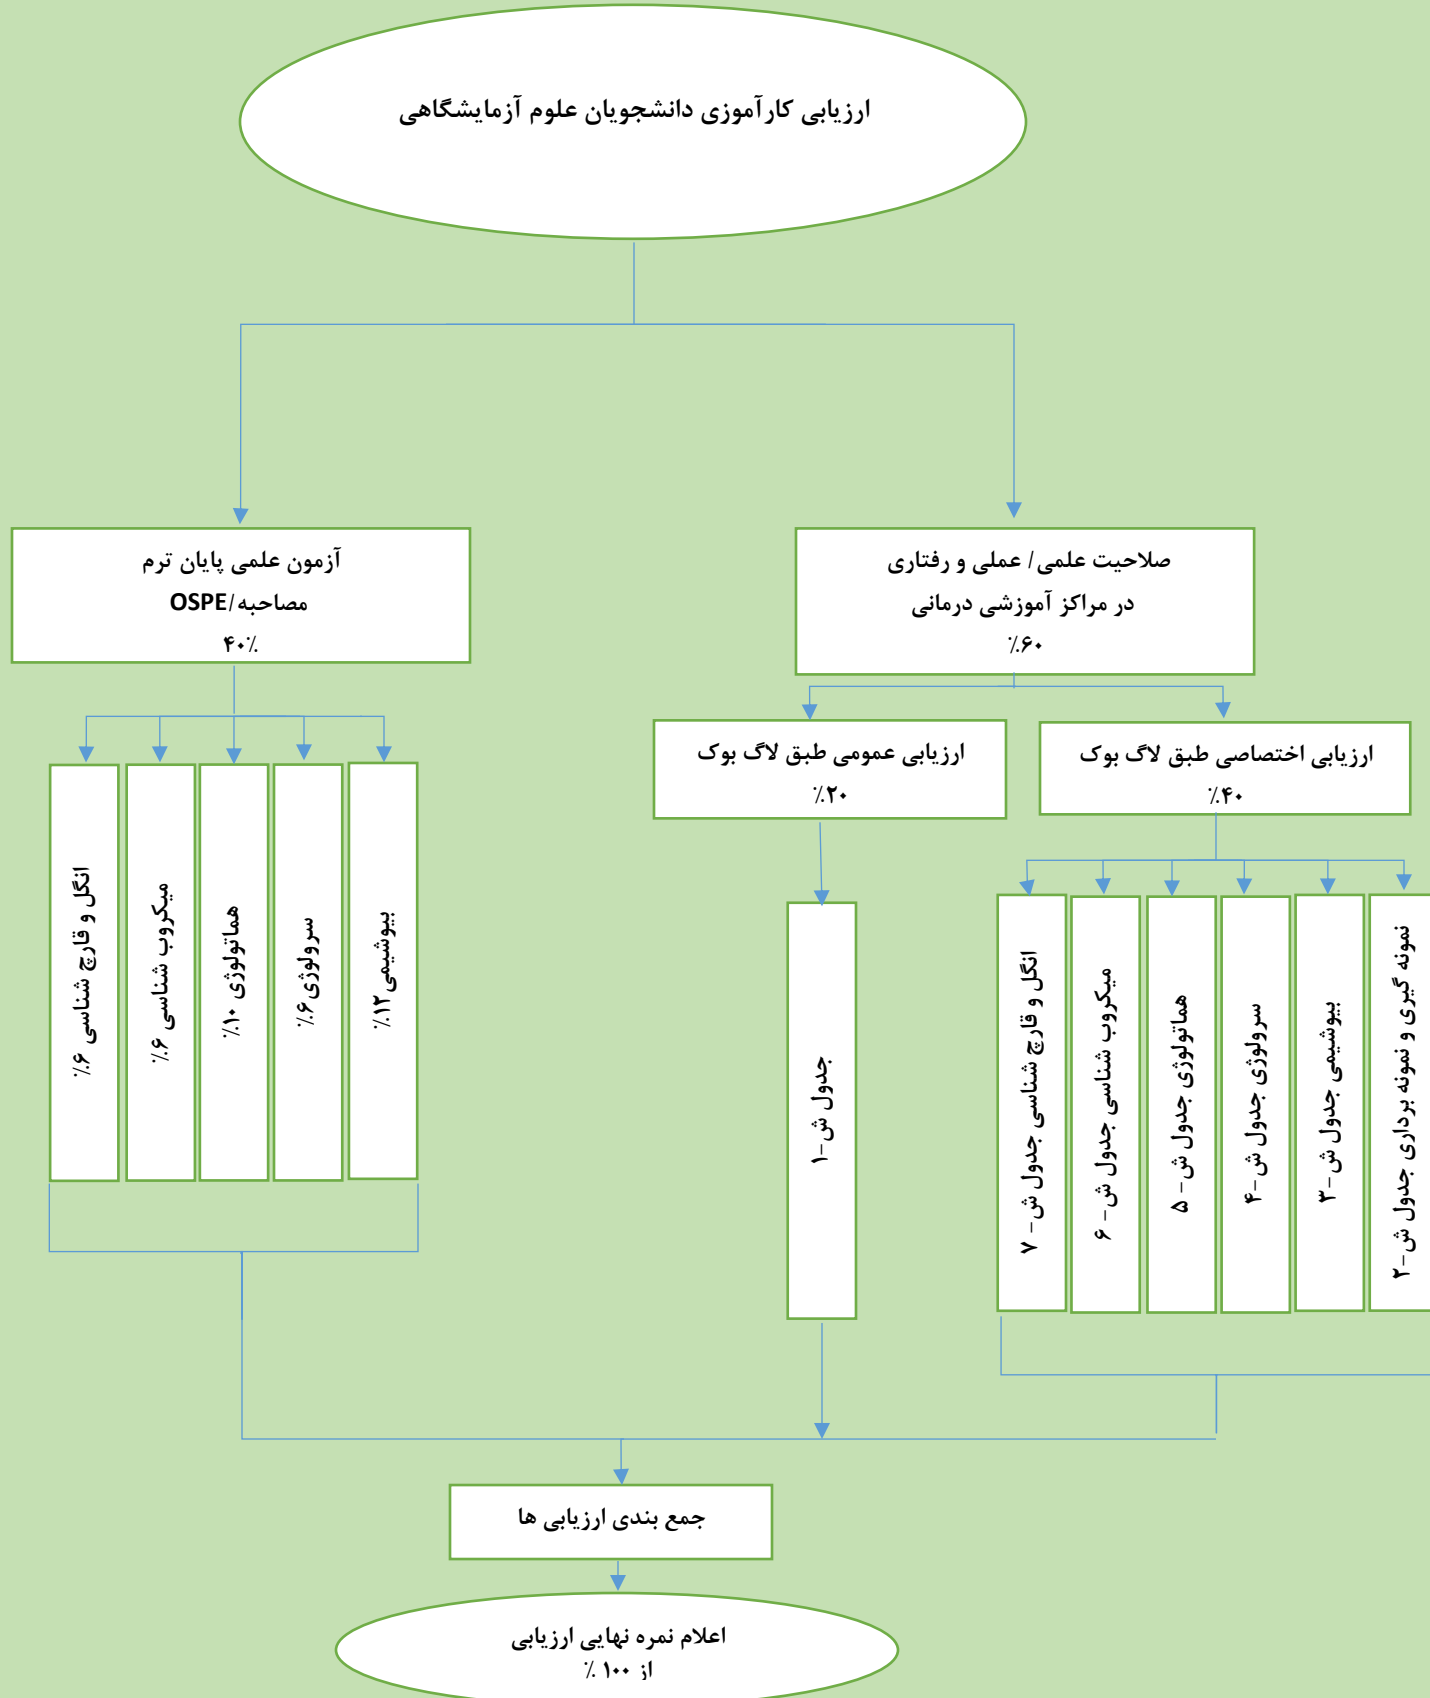 ارزیابی کارآموزی دانشجویان علوم آزمایشگاهی
صلاحیت علمی/ عملی و رفتاری
در مراکز آموزشی درمانی
٪۶۰
آزمون علمی پایان ترم
مصاحبه/OSPE
۴۰٪
ارزیابی اختصاصی طبق لاگ بوک
٪۴۰
ارزیابی عمومی طبق لاگ بوک
٪۲۰
نمونه گیری و نمونه برداری جدول ش-۲
بیوشیمی جدول ش-۳
سرولوژی جدول ش-۴
هماتولوژی جدول ش- ۵
میکروب شناسی جدول ش- ۶
انگل و قارچ شناسی جدول ش- ۷
جدول ش-۱
بیوشیمی۱۲٪
سرولوژی۶٪
هماتولوژی ۱۰٪
میکروب شناسی ۶٪
انگل و قارچ شناسی ۶٪
جمع بندی ارزیابی ها
اعلام نمره نهایی ارزیابی
از ۱۰۰ ٪